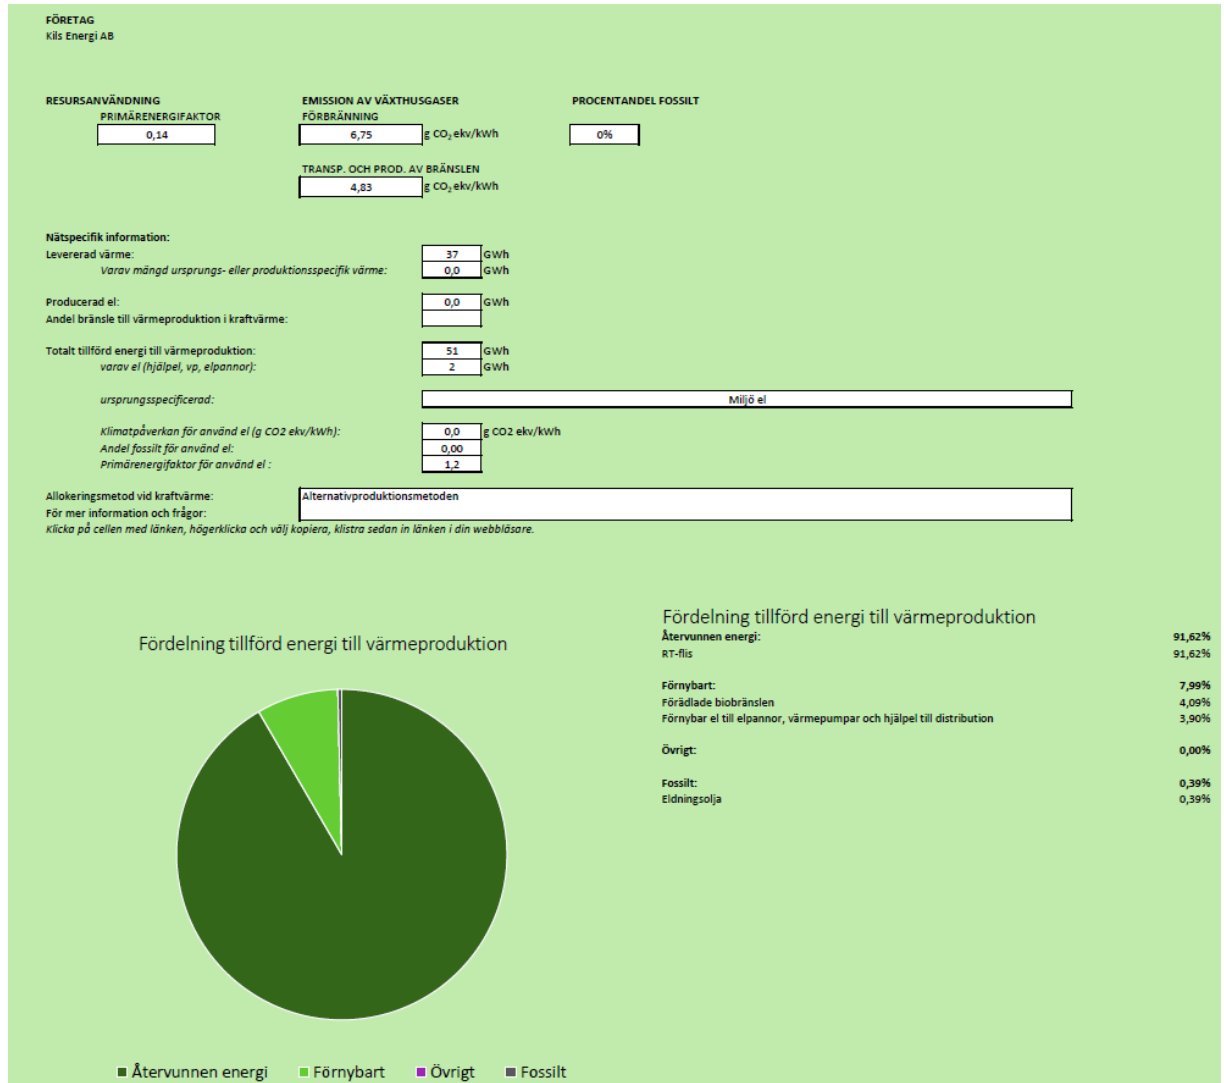 FÖRETAG
Kils Energi AB
RESURSANVÄNDNING EMISSION AV VÄXTHUSGASER PROCENTANDEL FOSSILT
PRIMÄRENERGIFAKTOR FÖRBRÄNNING
0,14 6,75 g CO₂ ekv/kWh 0%
TRANSP. OCH PROD. AV BRÄNSLEN
4,83 g CO₂ ekv/kWh
Nätspecifik information:
Levererad värme: 37 GWh
Varav mängd ursprungs- eller produktionsspecifik värme: 0,0 GWh
Producerad el: 0,0 GWh
Andel bränsle till värmeproduktion i kraftvärme:
Totalt tillförd energi till värmeproduktion: 51 GWh
varav el (hjälpel, vp, elpannor): 2 GWh
ursprungsspecificerad: Miljö el
Klimatpåverkan för använd el (g CO2 ekv/kWh): 0,0 g CO2 ekv/kWh
Andel fossilt för använd el: 0,00
Primärenergifaktor för använd el : 1,2
Allokeringsmetod vid kraftvärme: Alternativproduktionsmetoden
För mer information och frågor:
Klicka på cellen med länken, högerklicka och välj kopiera, klistra sedan in länken i din webbläsare.
Fördelning tillförd energi till värmeproduktion
Återvunnen energi
Förnybart
Övrigt
Fossilt
Fördelning tillförd energi till värmeproduktion
Återvunnen energi: 91,62%
RT-flis 91,62%
Förnybart: 7,99%
Förädlade biobränslen 4,09%
Förnybar el till elpannor, värmepumpar och hjälpel till distribution 3,90%
Övrigt: 0,00%
Fossilt: 0,39%
Eldningsolja 0,39%